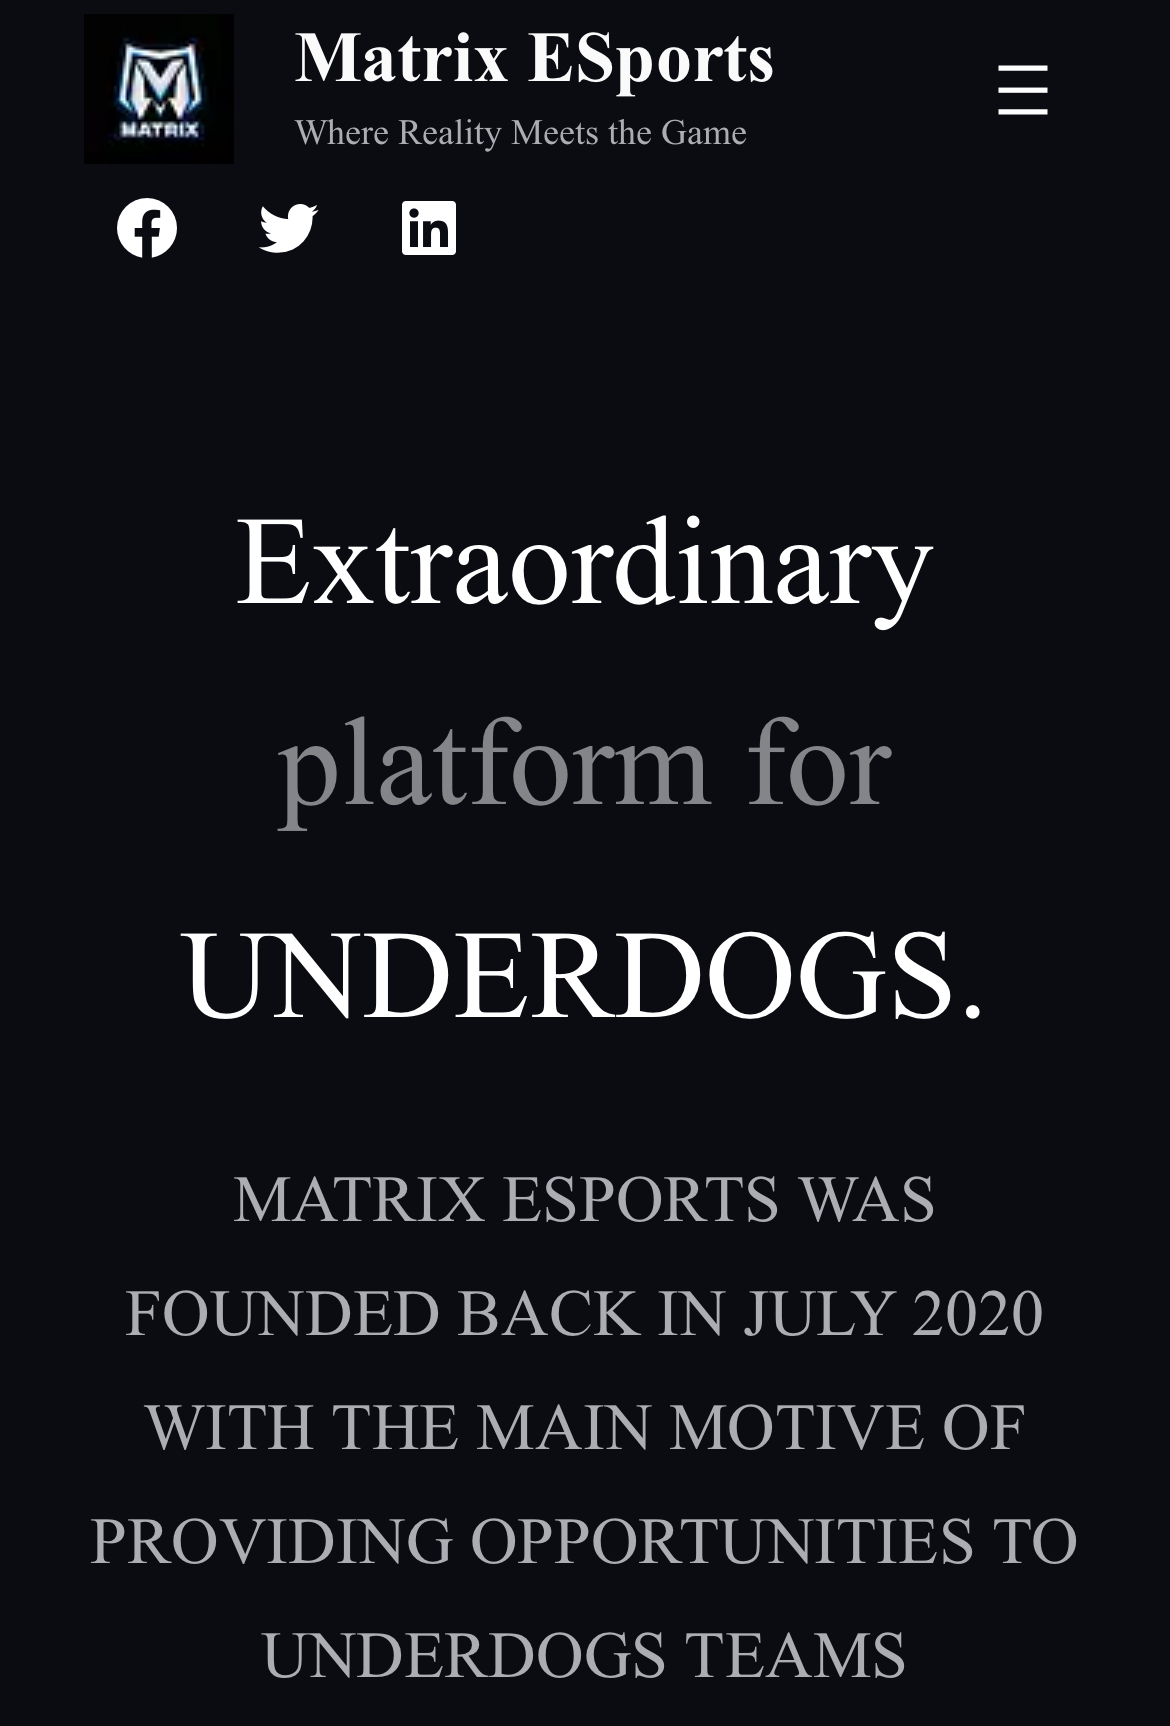 Matrix ESports
MATRIX
Where Reality Meets the Game
Extraordinary
platform for
UNDERDOGS.
MATRIX ESPORTS WAS
FOUNDED BACK IN JULY 2020
WITH THE MAIN MOTIVE OF
PROVIDING OPPORTUNITIES TO
UNDERDOGS TEAMS